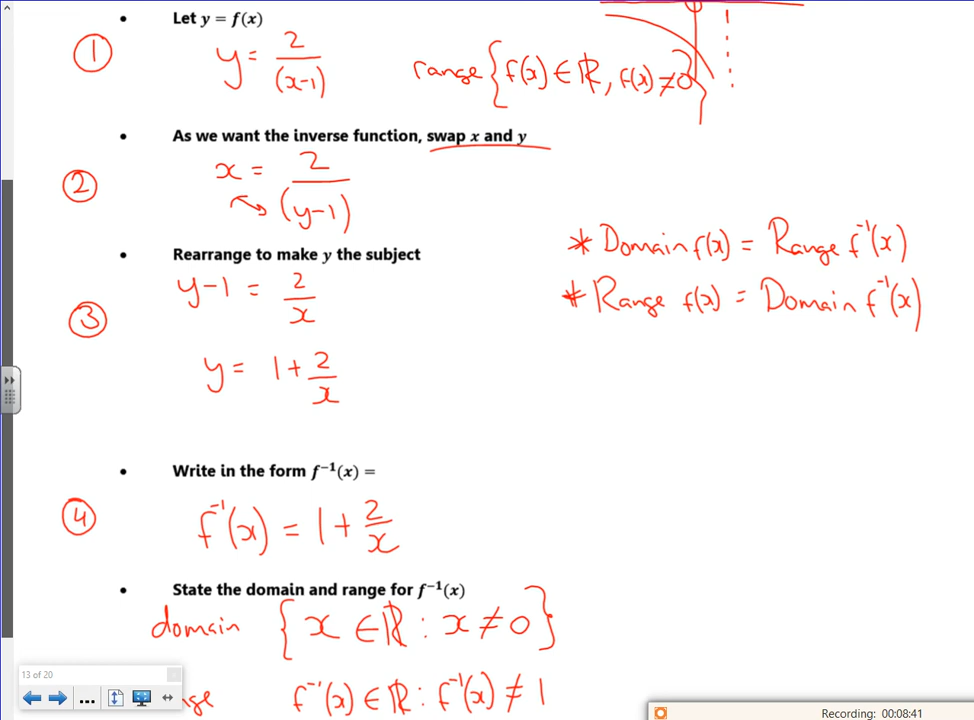 • Let y = f(x)
① y = 2/(x-1)
range {f(x) ∈ ℝ, f(x) ≠ 0}
• As we want the inverse function, swap x and y
② x = 2/(y-1)
• Rearrange to make y the subject
③ y-1 = 2/x
y = 1 + 2/x
* Domain f(x) = Range f⁻¹(x)
* Range f(x) = Domain f⁻¹(x)
• Write in the form f⁻¹(x) =
④ f⁻¹(x) = 1 + 2/x
• State the domain and range for f⁻¹(x)
domain {x ∈ ℝ : x ≠ 0}
nge f⁻¹(x) ∈ ℝ : f⁻¹(x) ≠ 1
13 of 20
...
Recording: 00:08:41